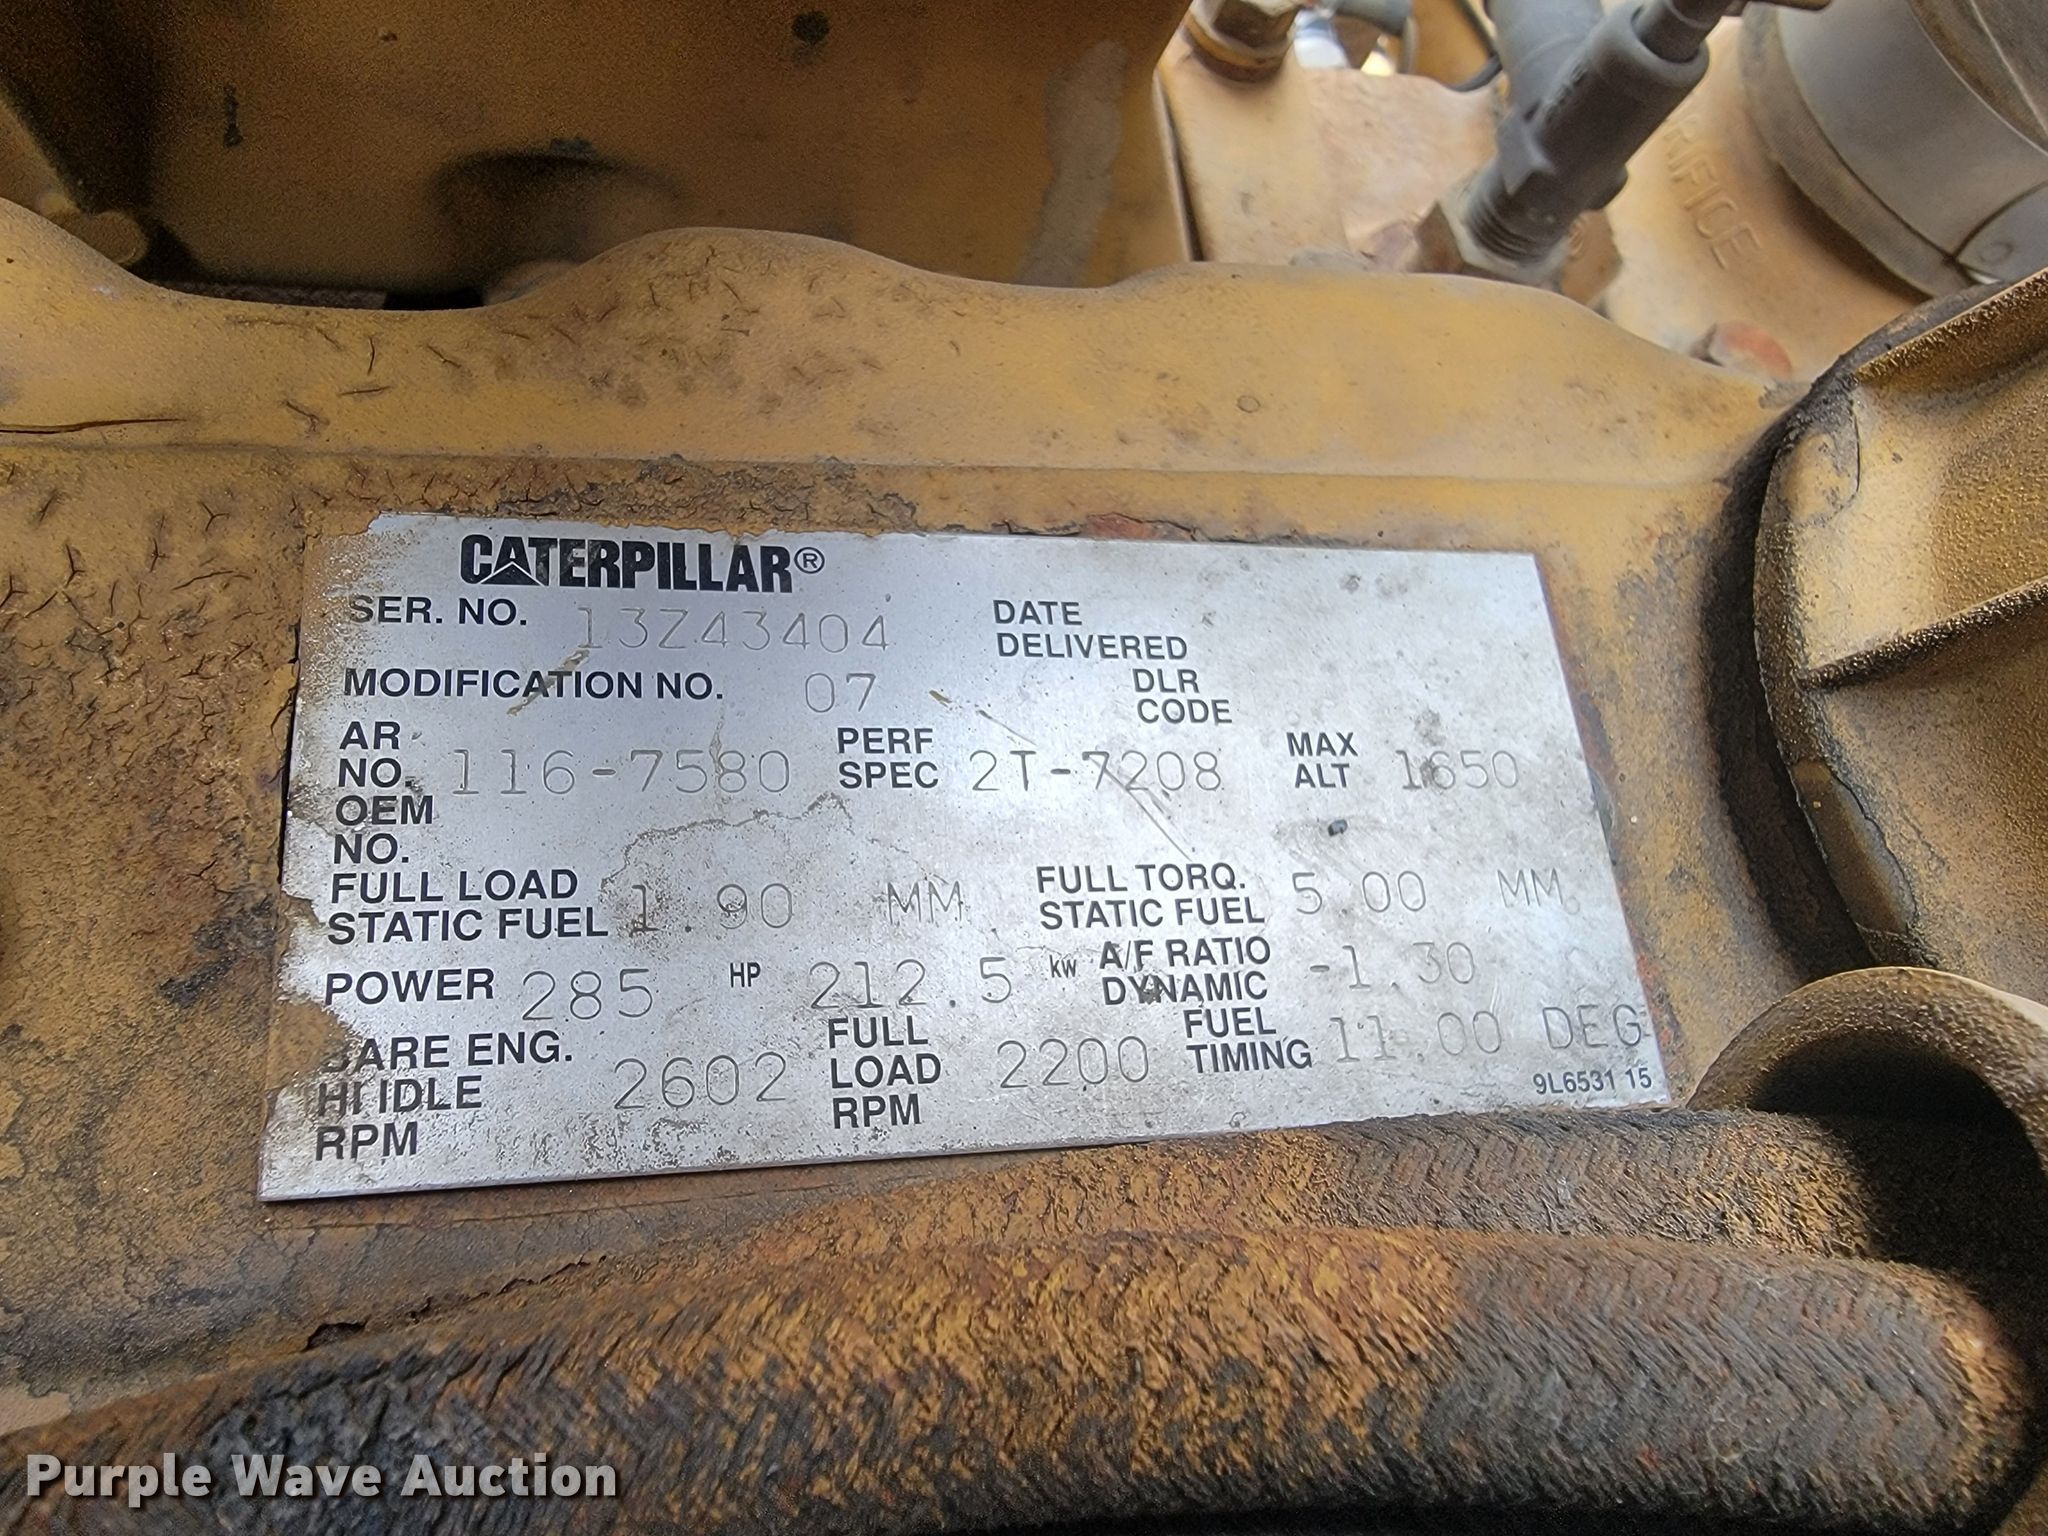 RIFICE
CATERPILLAR®
SER. NO. 13Z43404 DATE DELIVERED
MODIFICATION NO. 07 DLR CODE
AR NO. 116-7580 PERF SPEC 2T-7208 MAX ALT 1650
OEM NO.
FULL LOAD STATIC FUEL 1.90 MM FULL TORQ. STATIC FUEL 5.00 MM
POWER 285 HP 212.5 kW A/F RATIO DYNAMIC -1.30
BARE ENG. HI IDLE RPM 2602 FULL LOAD RPM 2200 FUEL TIMING 11.00 DEG
9L6531 15
Purple Wave Auction